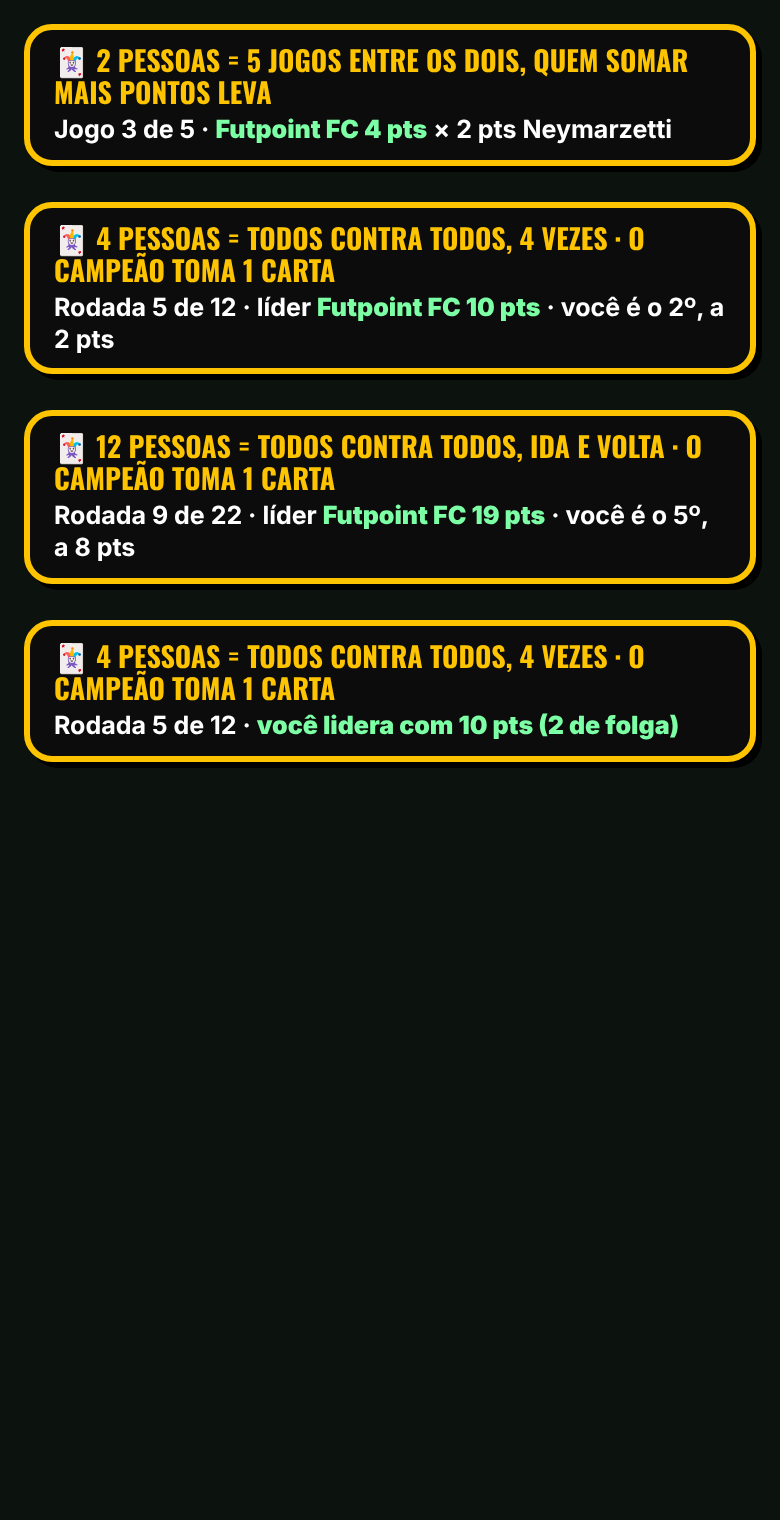 🃏 2 PESSOAS = 5 JOGOS ENTRE OS DOIS, QUEM SOMAR
MAIS PONTOS LEVA
Jogo 3 de 5 · Futpoint FC 4 pts × 2 pts Neymarzetti
🃏 4 PESSOAS = TODOS CONTRA TODOS, 4 VEZES · O
CAMPEÃO TOMA 1 CARTA
Rodada 5 de 12 · líder Futpoint FC 10 pts · você é o 2º, a
2 pts
🃏 12 PESSOAS = TODOS CONTRA TODOS, IDA E VOLTA · O
CAMPEÃO TOMA 1 CARTA
Rodada 9 de 22 · líder Futpoint FC 19 pts · você é o 5º,
a 8 pts
🃏 4 PESSOAS = TODOS CONTRA TODOS, 4 VEZES · O
CAMPEÃO TOMA 1 CARTA
Rodada 5 de 12 · você lidera com 10 pts (2 de folga)